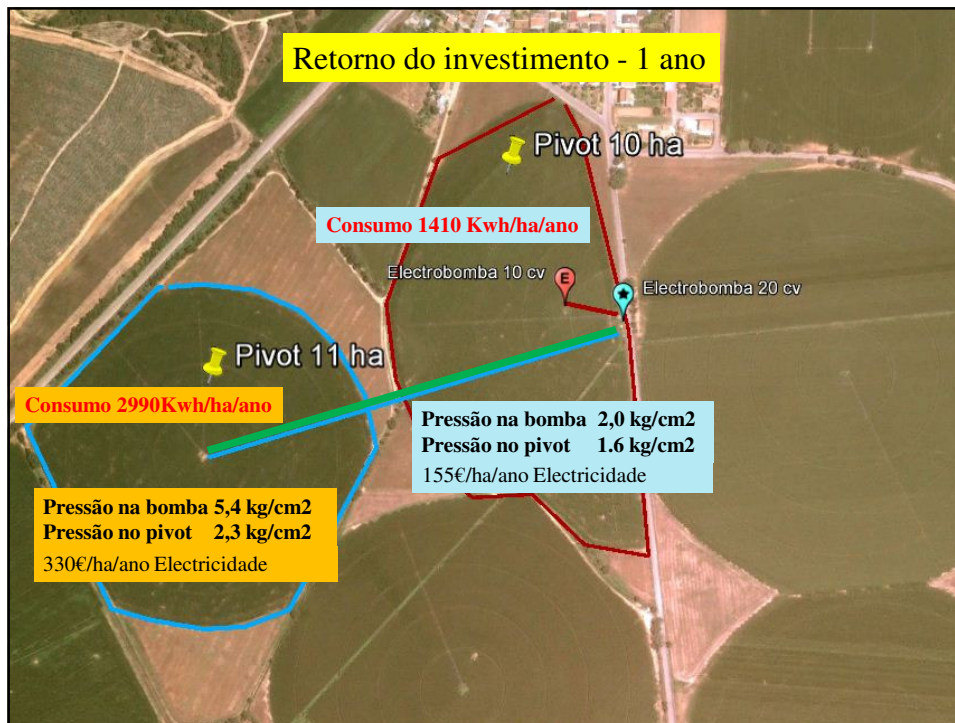 Retorno do investimento - 1 ano
Pivot 10 ha
Consumo 1410 Kwh/ha/ano
Electrobomba 10 cv
E
Electrobomba 20 cv
Pivot 11 ha
Consumo 2990Kwh/ha/ano
Pressão na bomba 2,0 kg/cm2
Pressão no pivot 1.6 kg/cm2
155€/ha/ano Electricidade
Pressão na bomba 5,4 kg/cm2
Pressão no pivot 2,3 kg/cm2
330€/ha/ano Electricidade